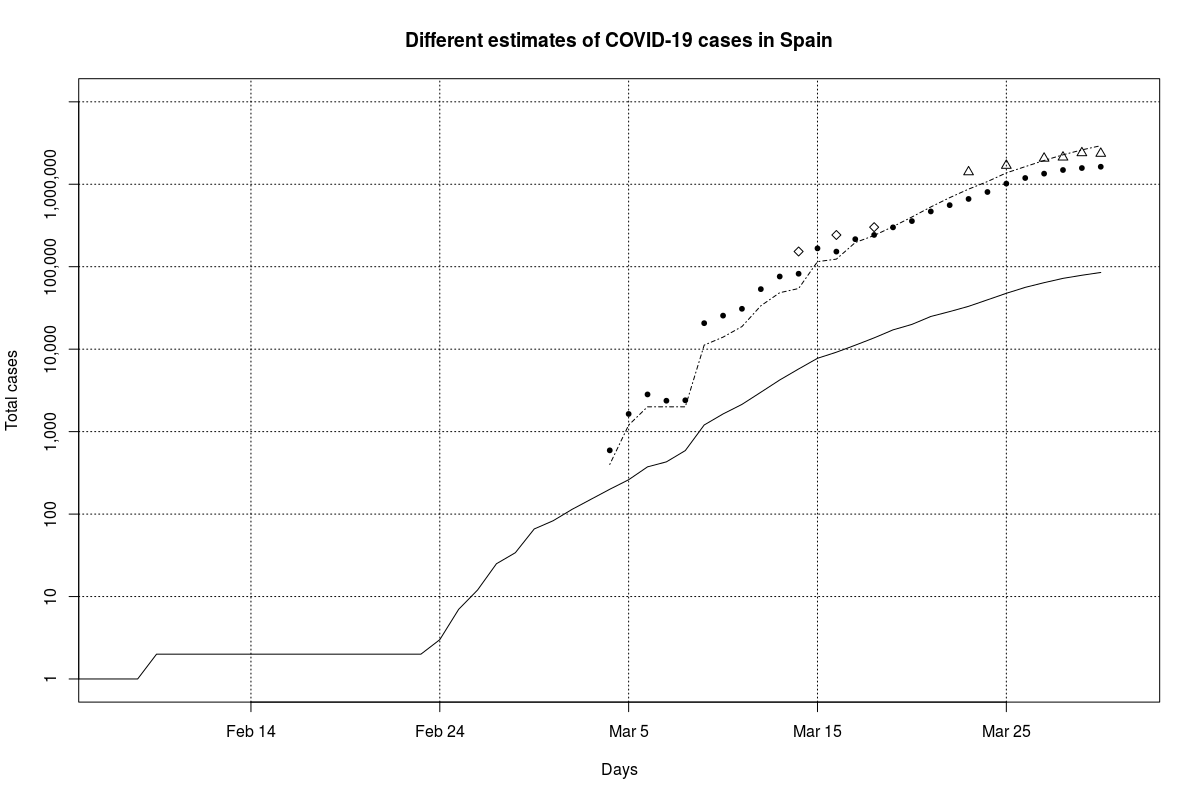 Different estimates of COVID-19 cases in Spain
Total cases
1,000,000
100,000
10,000
1,000
100
10
1
Feb 14
Feb 24
Mar 5
Mar 15
Mar 25
Days